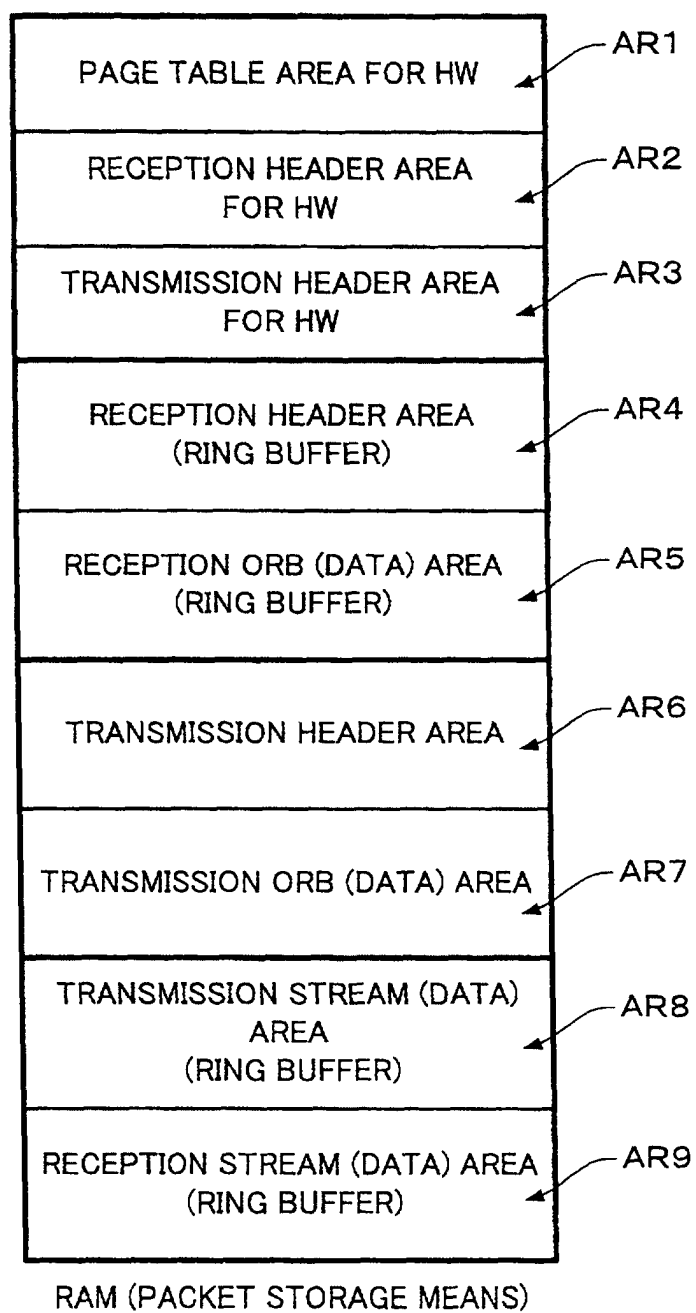 PAGE TABLE AREA FOR HW
AR1
RECEPTION HEADER AREA
FOR HW
AR2
TRANSMISSION HEADER AREA
FOR HW
AR3
RECEPTION HEADER AREA
(RING BUFFER)
AR4
RECEPTION ORB (DATA) AREA
(RING BUFFER)
AR5
TRANSMISSION HEADER AREA
AR6
TRANSMISSION ORB (DATA) AREA
AR7
TRANSMISSION STREAM (DATA)
AREA
(RING BUFFER)
AR8
RECEPTION STREAM (DATA) AREA
(RING BUFFER)
AR9
RAM (PACKET STORAGE MEANS)